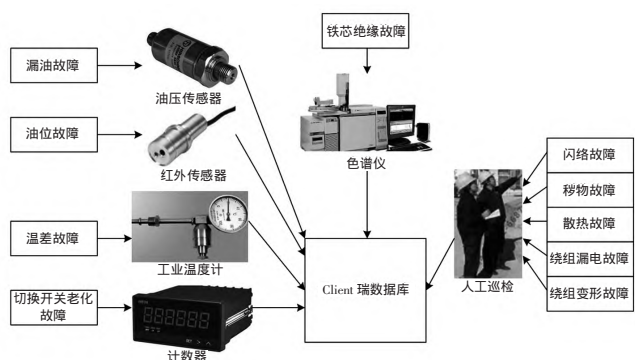 铁芯绝缘故障
漏油故障
油压传感器
油位故障
红外传感器
色谱仪
闪络故障
秽物故障
散热故障
绕组漏电故障
绕组变形故障
温差故障
工业温度计
人工巡检
Client 瑞数据库
切换开关老化
故障
计数器